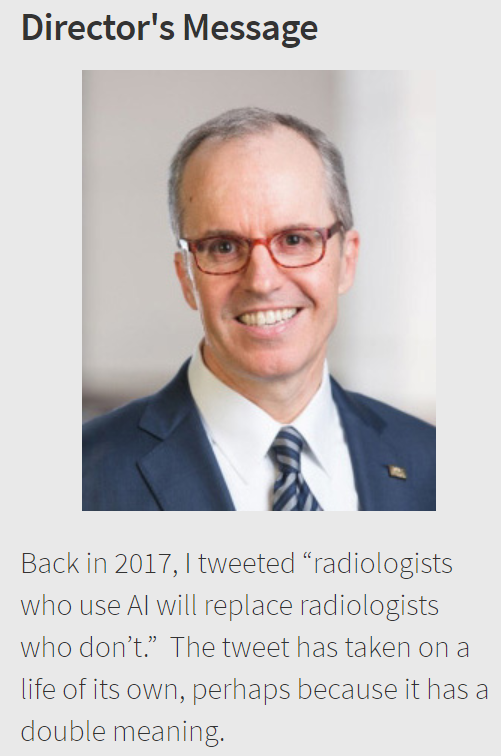 Director's Message
Back in 2017, I tweeted “radiologists
who use AI will replace radiologists
who don’t.”  The tweet has taken on a
life of its own, perhaps because it has a
double meaning.